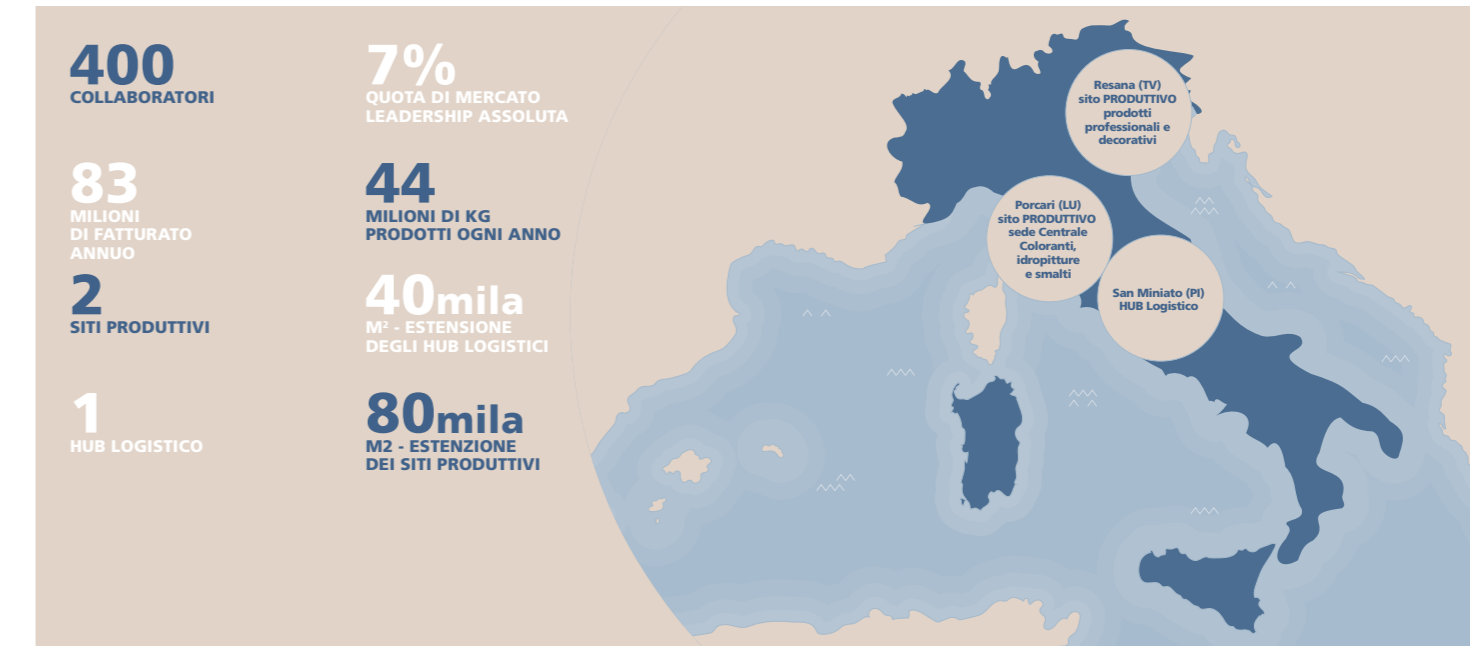 400
COLLABORATORI
83
MILIONI
DI FATTURATO
ANNUO
2
SITI PRODUTTIVI
1
HUB LOGISTICO
7%
QUOTA DI MERCATO
LEADERSHIP ASSOLUTA
44
MILIONI DI KG
PRODOTTI OGNI ANNO
40mila
M² - ESTENSIONE
DEGLI HUB LOGISTICI
80mila
M2 - ESTENZIONE
DEI SITI PRODUTTIVI
Resana (TV)
sito PRODUTTIVO
prodotti
professionali e
decorativi
Porcari (LU)
sito PRODUTTIVO
sede Centrale
Coloranti,
idropitture
e smalti
San Miniato (PI)
HUB Logistico